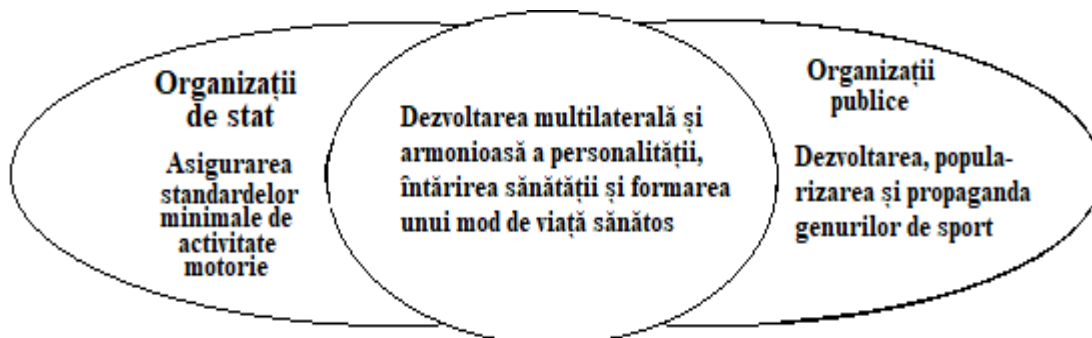 Organizații
de stat
Asigurarea
standardelor
minimale de
activitate
motorie
Dezvoltarea multilaterală și
armonioasă a personalității,
întărirea sănătății și formarea
unui mod de viață sănătos
Organizații
publice
Dezvoltarea, popula-
rizarea și propaganda
genurilor de sport